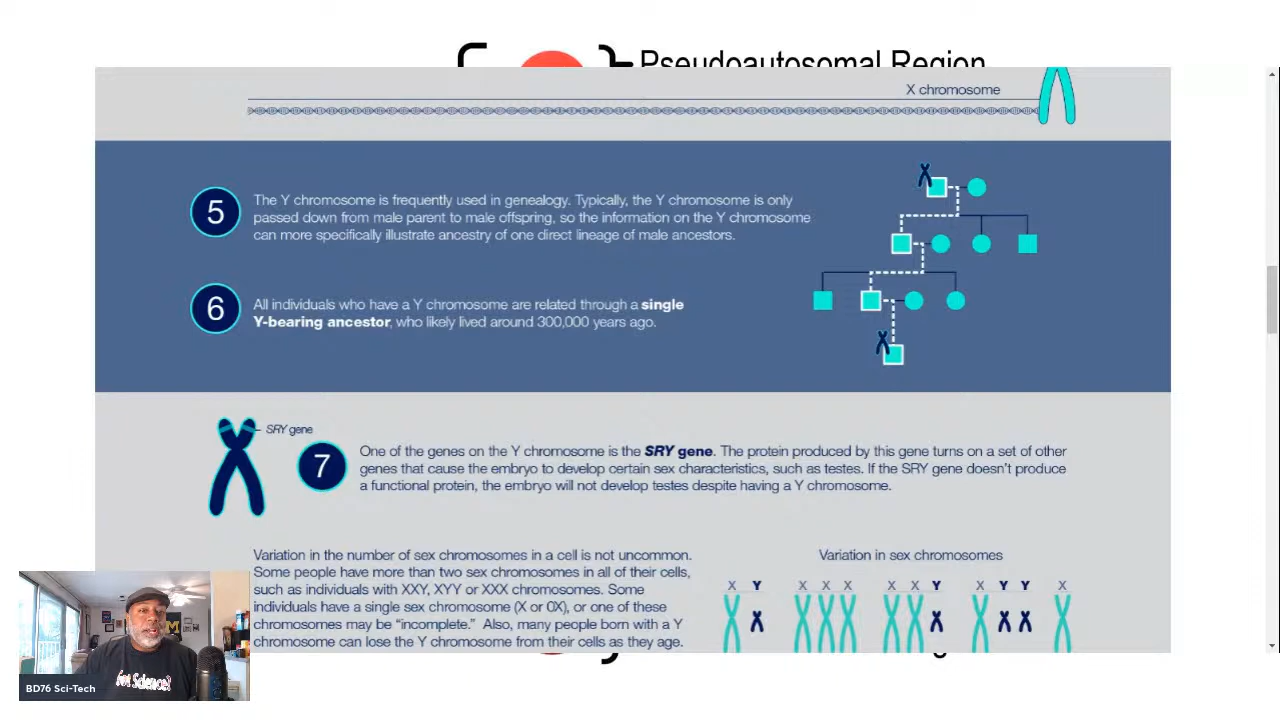 Pseudoautosomal Region
X chromosome
5
The Y chromosome is frequently used in genealogy. Typically, the Y chromosome is only
passed down from male parent to male offspring, so the information on the Y chromosome
can more specifically illustrate ancestry of one direct lineage of male ancestors.
6
All individuals who have a Y chromosome are related through a single
Y-bearing ancestor, who likely lived around 300,000 years ago.
SRY gene
7
One of the genes on the Y chromosome is the SRY gene. The protein produced by this gene turns on a set of other
genes that cause the embryo to develop certain sex characteristics, such as testes. If the SRY gene doesn't produce
a functional protein, the embryo will not develop testes despite having a Y chromosome.
Variation in the number of sex chromosomes in a cell is not uncommon.
Some people have more than two sex chromosomes in all of their cells,
such as individuals with XXY, XYY or XXX chromosomes. Some
individuals have a single sex chromosome (X or OX), or one of these
chromosomes may be "incomplete." Also, many people born with a Y
chromosome can lose the Y chromosome from their cells as they age.
Variation in sex chromosomes
X Y X X X X X Y X Y Y X
M
Got Science?
BD76 Sci-Tech